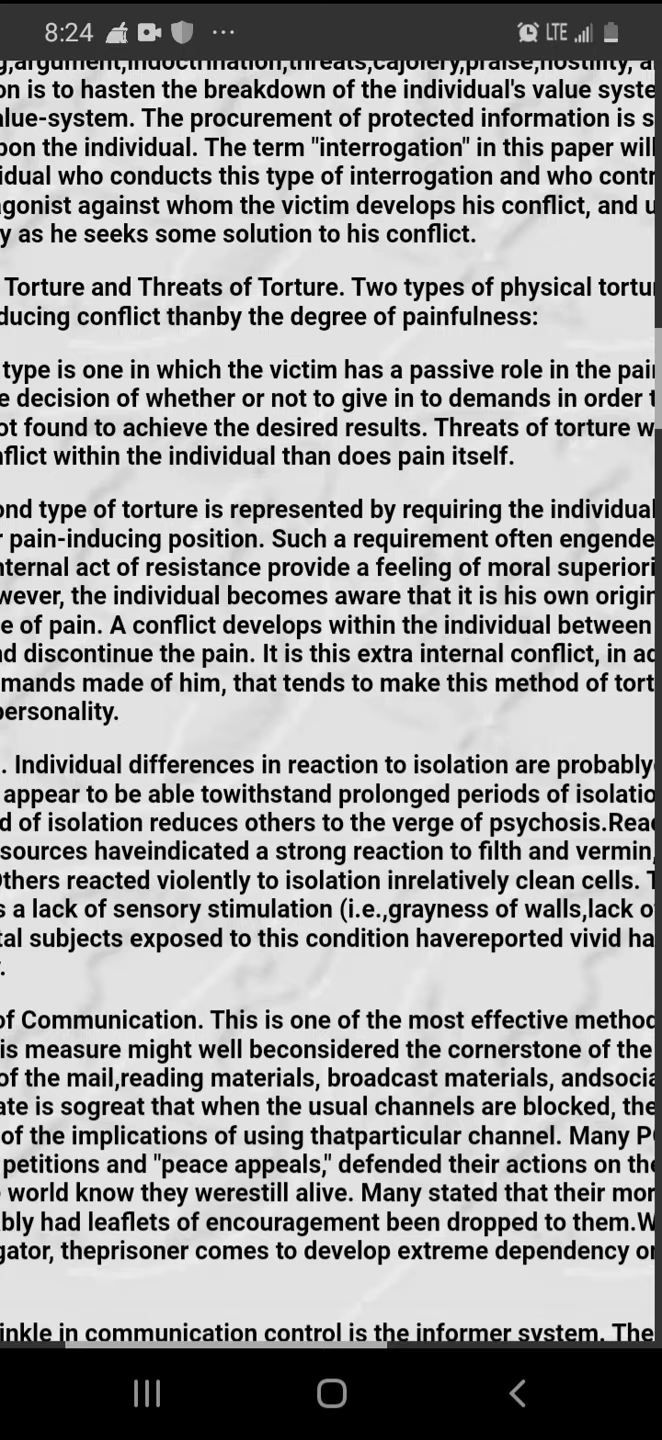 8:24 ... LTE
g,argument,indoctrination,threats,cajolery,praise,hostility, a
on is to hasten the breakdown of the individual's value syste
alue-system. The procurement of protected information is s
pon the individual. The term "interrogation" in this paper will
idual who conducts this type of interrogation and who contr
agonist against whom the victim develops his conflict, and u
y as he seeks some solution to his conflict.
Torture and Threats of Torture. Two types of physical tortu
ducing conflict thanby the degree of painfulness:
type is one in which the victim has a passive role in the pai
e decision of whether or not to give in to demands in order t
ot found to achieve the desired results. Threats of torture w
nflict within the individual than does pain itself.
ond type of torture is represented by requiring the individual
r pain-inducing position. Such a requirement often engende
nternal act of resistance provide a feeling of moral superiori
wever, the individual becomes aware that it is his own origin
e of pain. A conflict develops within the individual between
nd discontinue the pain. It is this extra internal conflict, in ad
mands made of him, that tends to make this method of tort
personality.
. Individual differences in reaction to isolation are probably
appear to be able towithstand prolonged periods of isolatio
d of isolation reduces others to the verge of psychosis.Rea
sources haveindicated a strong reaction to filth and vermin,
Others reacted violently to isolation inrelatively clean cells. T
s a lack of sensory stimulation (i.e.,grayness of walls,lack o
tal subjects exposed to this condition havereported vivid ha
.
of Communication. This is one of the most effective method
is measure might well beconsidered the cornerstone of the
of the mail,reading materials, broadcast materials, andsocia
ate is sogreat that when the usual channels are blocked, the
of the implications of using thatparticular channel. Many P
petitions and "peace appeals," defended their actions on the
world know they werestill alive. Many stated that their mor
bly had leaflets of encouragement been dropped to them.W
gator, theprisoner comes to develop extreme dependency on
inkle in communication control is the informer system. The